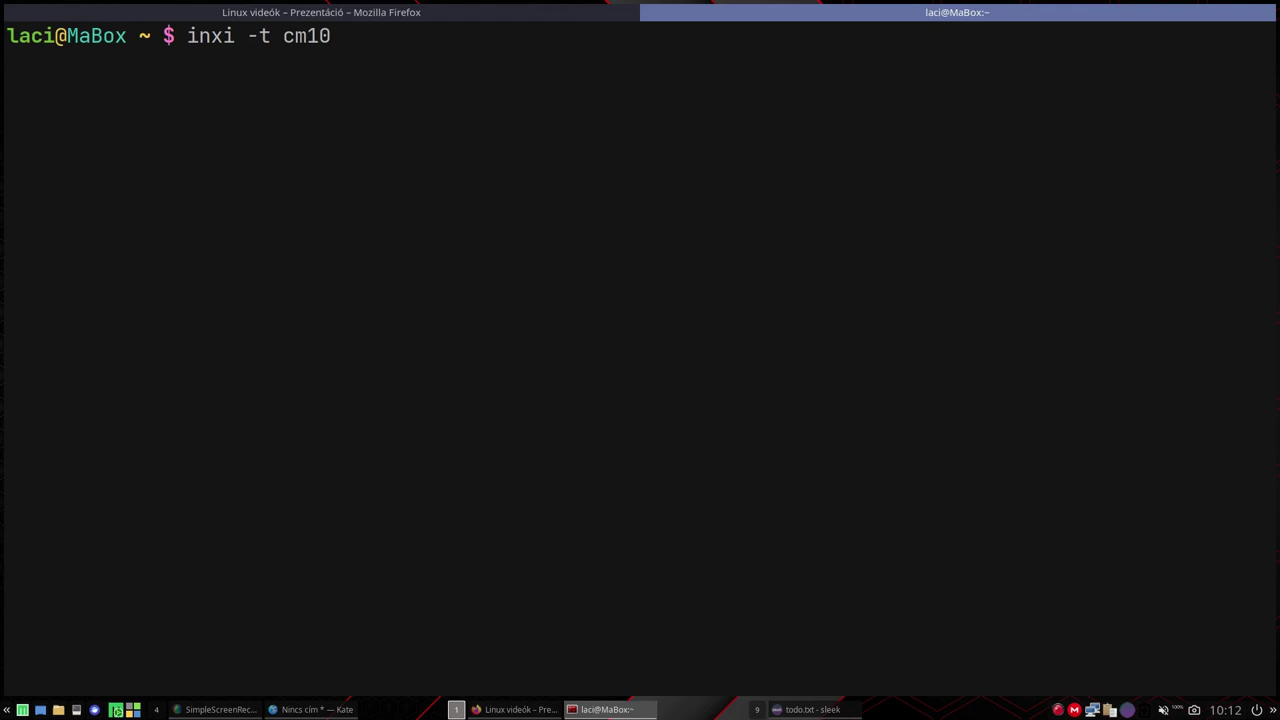 Linux videók – Prezentáció – Mozilla Firefox
laci@MaBox:~
laci@MaBox ~ $ inxi -t cm10
« 4 SimpleScreenRec... Nincs cím * — Kate 1 Linux videók – Pre... laci@MaBox:~ 9 todo.txt - sleek 100% 10:12 »